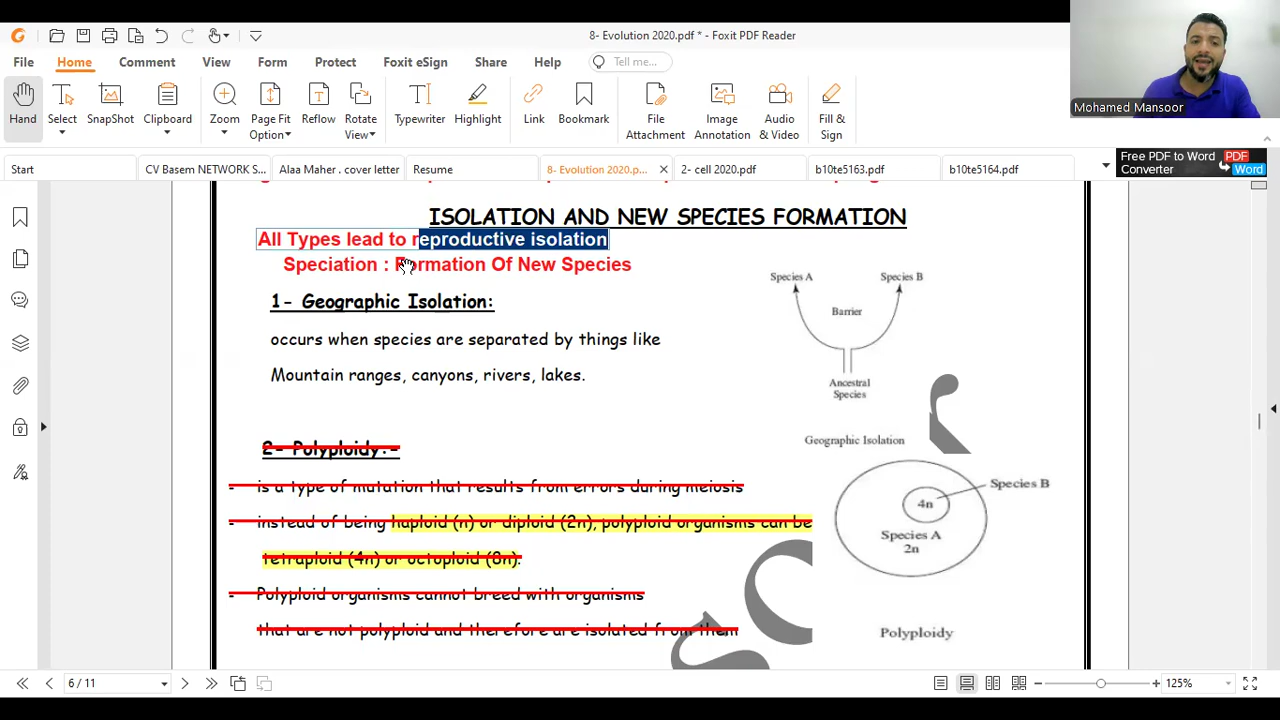 8- Evolution 2020.pdf * - Foxit PDF Reader
File
Home
Comment
View
Form
Protect
Foxit eSign
Share
Help
Tell me...
Hand
Select
SnapShot
Clipboard
Zoom
Page Fit Option
Reflow
Rotate View
Typewriter
Highlight
Link
Bookmark
File Attachment
Image Annotation
Audio & Video
Fill & Sign
Mohamed Mansoor
Start
CV Basem NETWORK S...
Alaa Maher . cover letter
Resume
8- Evolution 2020.p...
2- cell 2020.pdf
b10te5163.pdf
b10te5164.pdf
Free PDF to Word Converter
PDF
Word
ISOLATION AND NEW SPECIES FORMATION
All Types lead to reproductive isolation
Speciation : Formation Of New Species
1- Geographic Isolation:
occurs when species are separated by things like
Mountain ranges, canyons, rivers, lakes.
Species A
Species B
Barrier
Ancestral
Species
Geographic Isolation
2- Polyploidy:-
- is a type of mutation that results from errors during meiosis
- instead of being haploid (n) or diploid (2n), polyploid organisms can be
tetraploid (4n) or octoploid (8n).
- Polyploid organisms cannot breed with organisms
that are not polyploid and therefore are isolated from them
Species B
4n
Species A
2n
Polyploidy
6 / 11
125%